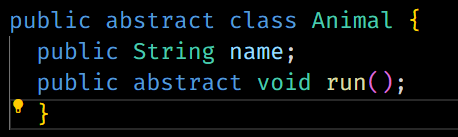 public abstract class Animal {
  public String name;
  public abstract void run();
  }